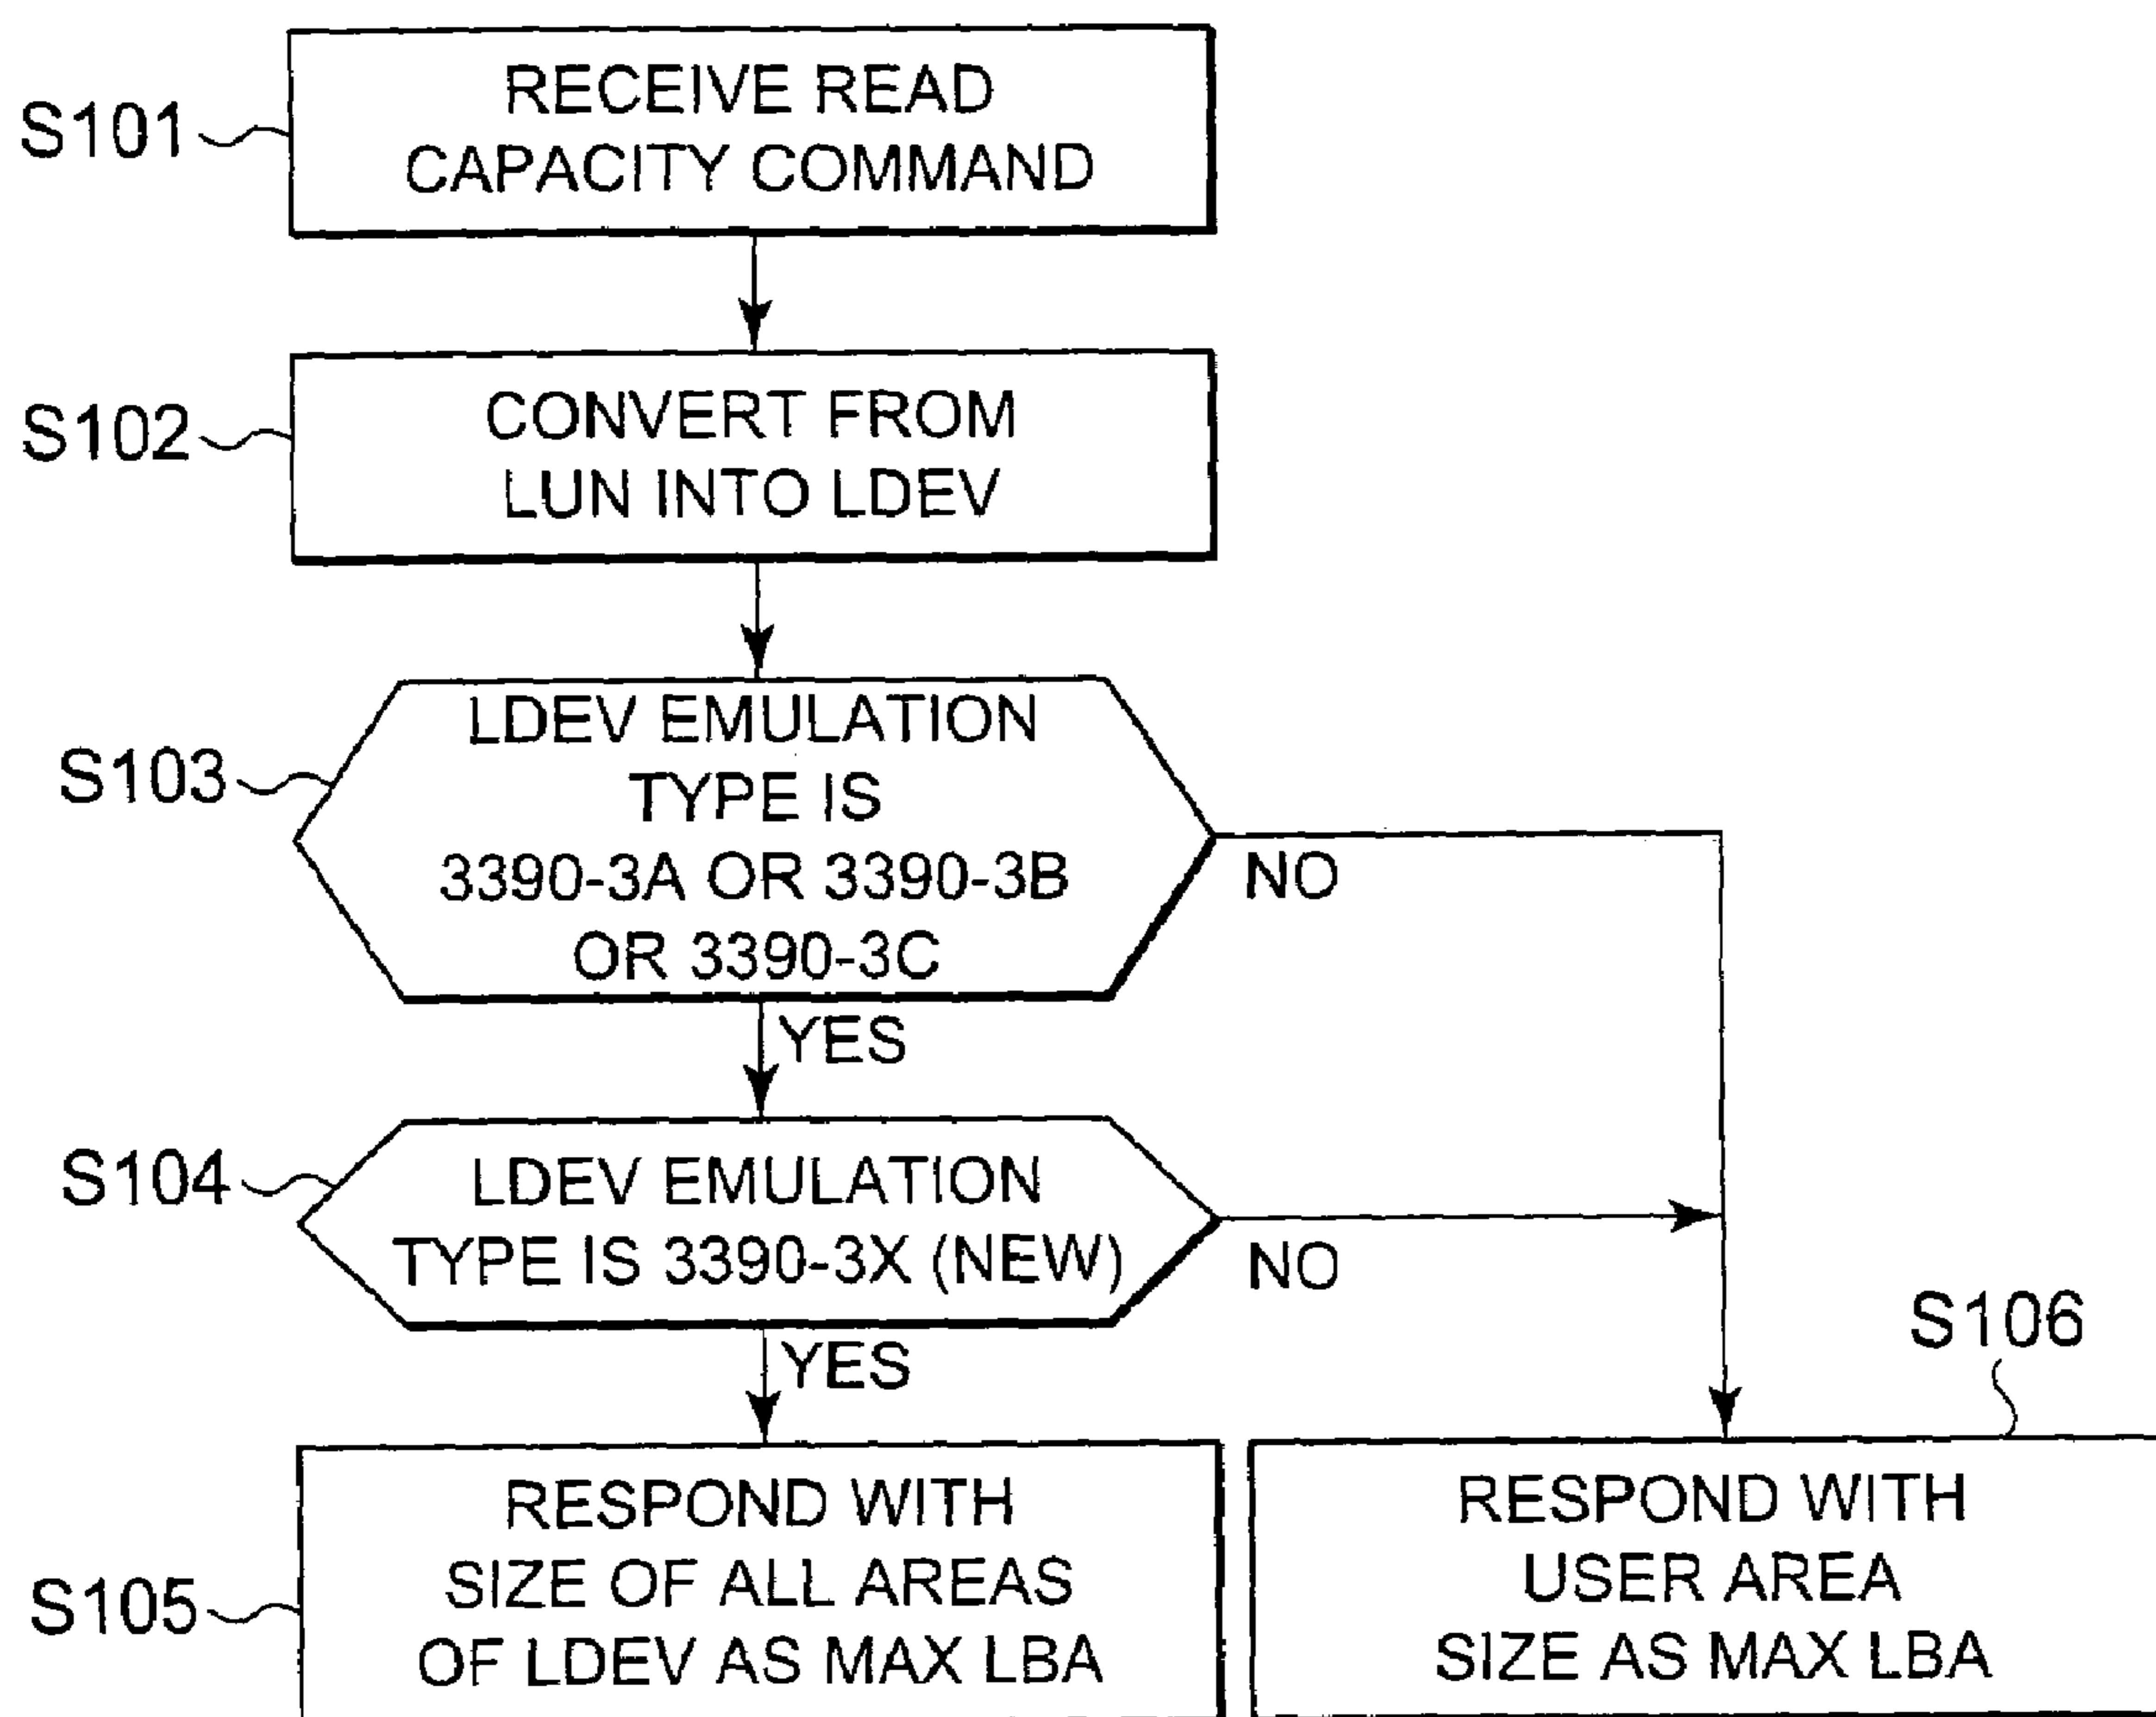 S101
RECEIVE READ
CAPACITY COMMAND
S102
CONVERT FROM
LUN INTO LDEV
S103
LDEV EMULATION
TYPE IS
3390-3A OR 3390-3B
OR 3390-3C
NO
YES
S104
LDEV EMULATION
TYPE IS 3390-3X (NEW)
NO
YES
S105
RESPOND WITH
SIZE OF ALL AREAS
OF LDEV AS MAX LBA
S106
RESPOND WITH
USER AREA
SIZE AS MAX LBA